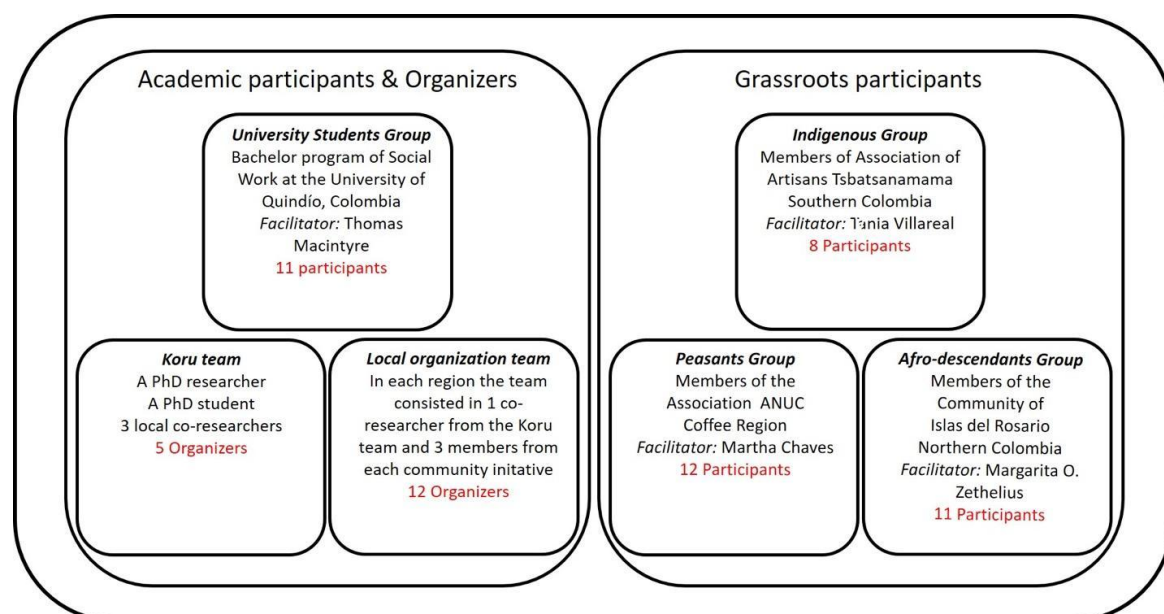 Academic participants & Organizers
University Students Group
Bachelor program of Social
Work at the University of
Quindío, Colombia
Facilitator: Thomas
Macintyre
11 participants
Koru team
A PhD researcher
A PhD student
3 local co-researchers
5 Organizers
Local organization team
In each region the team
consisted in 1 co-
researcher from the Koru
team and 3 members from
each community initative
12 Organizers
Grassroots participants
Indigenous Group
Members of Association of
Artisans Tsbatsanamama
Southern Colombia
Facilitator: Tania Villareal
8 Participants
Peasants Group
Members of the
Association ANUC
Coffee Region
Facilitator: Martha Chaves
12 Participants
Afro-descendants Group
Members of the
Community of
Islas del Rosario
Northern Colombia
Facilitator: Margarita O.
Zethelius
11 Participants